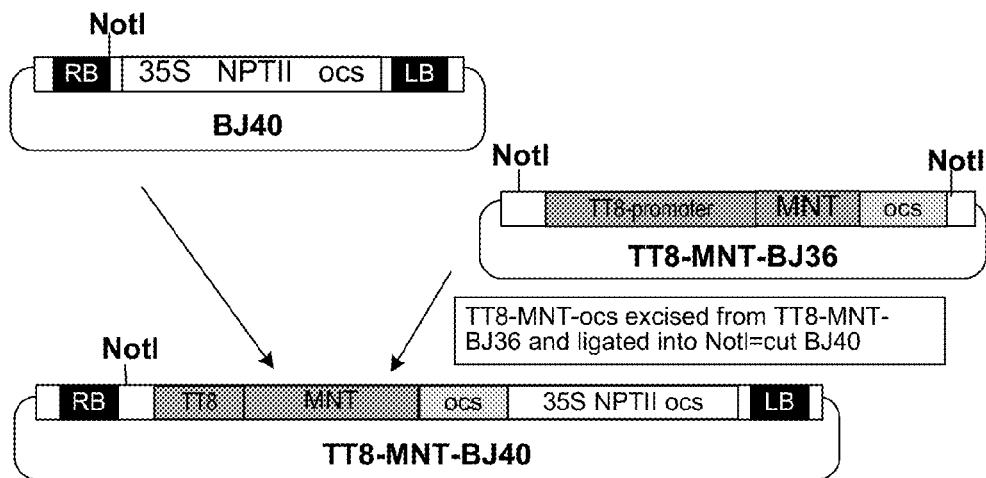 NotI
RB 35S NPTII ocs LB
BJ40
NotI NotI
TT8-promoter MNT ocs
TT8-MNT-BJ36
TT8-MNT-ocs excised from TT8-MNT-
BJ36 and ligated into NotI=cut BJ40
NotI
RB TT8 MNT ocs 35S NPTII ocs LB
TT8-MNT-BJ40